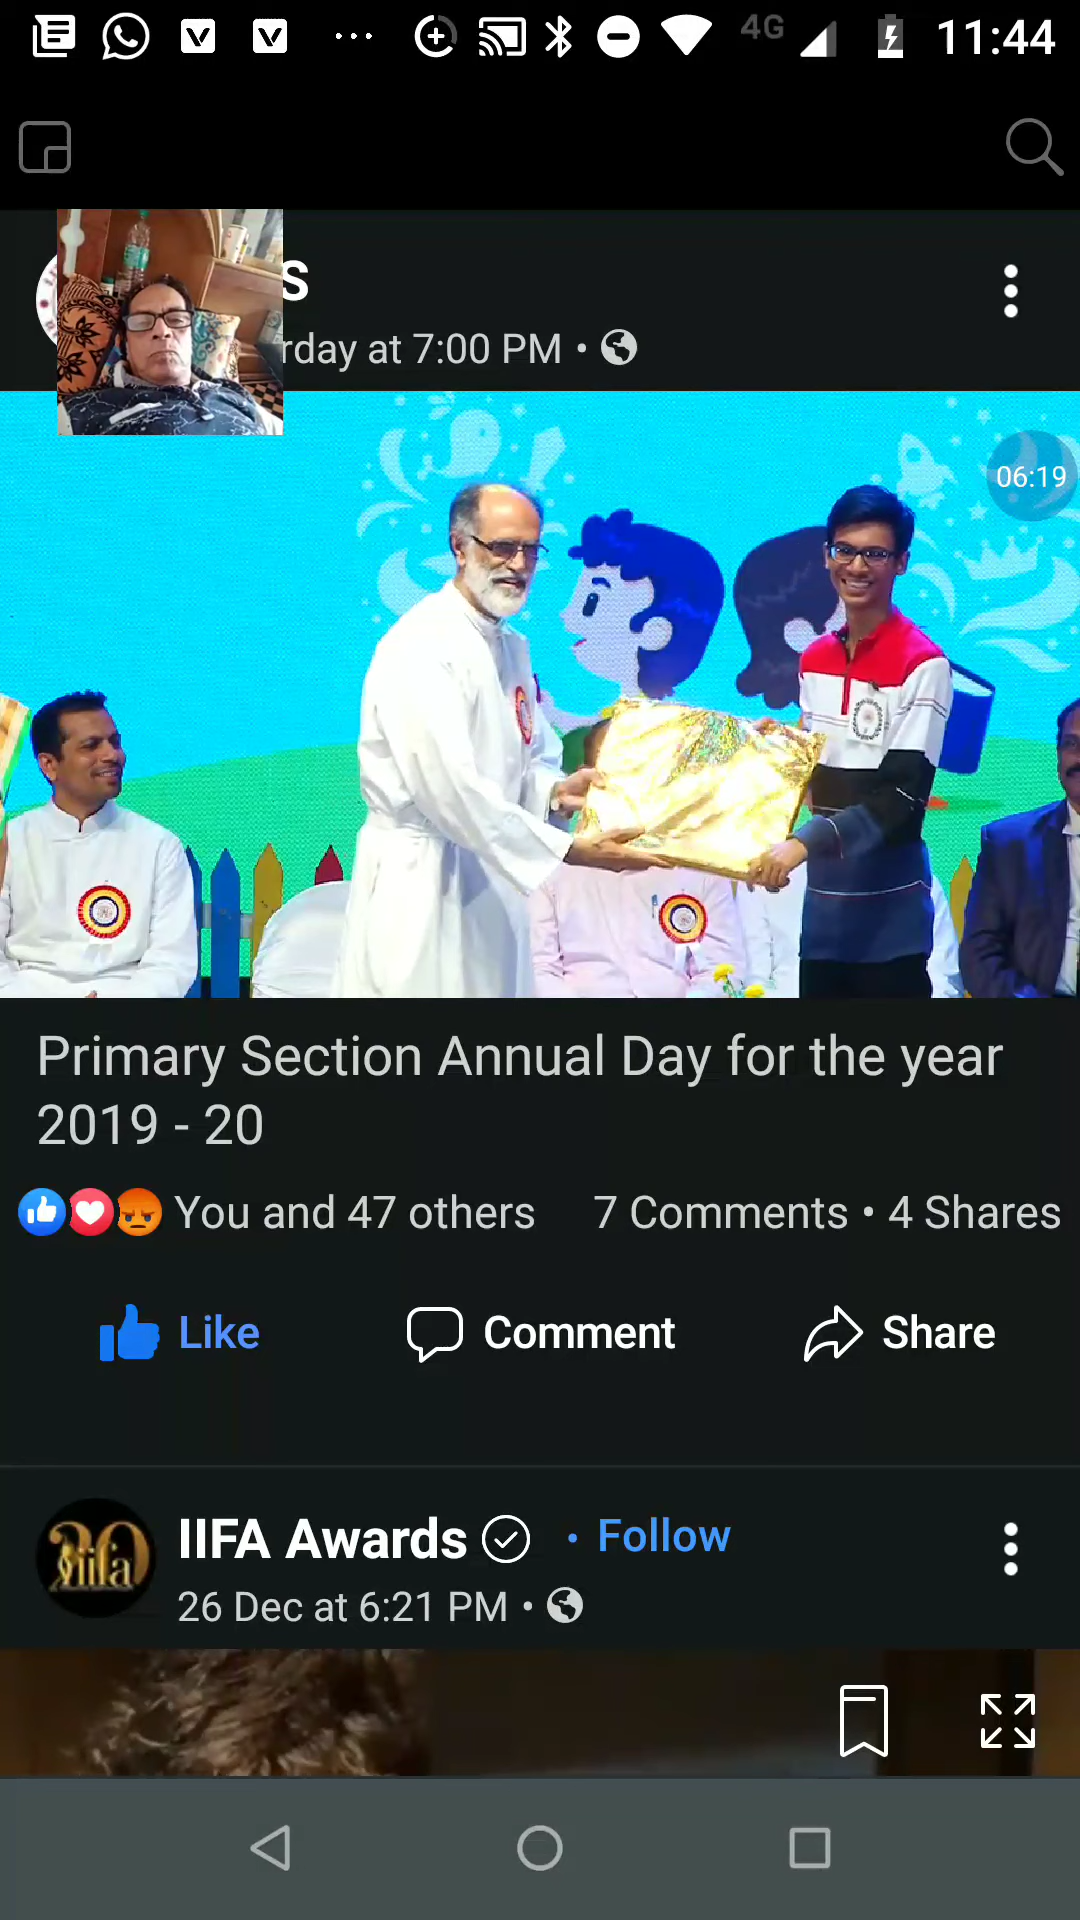 4G
11:44
S
rday at 7:00 PM •
06:19
Primary Section Annual Day for the year
2019 - 20
You and 47 others 7 Comments • 4 Shares
Like Comment Share
IIFA Awards • Follow
26 Dec at 6:21 PM •
20
iifa